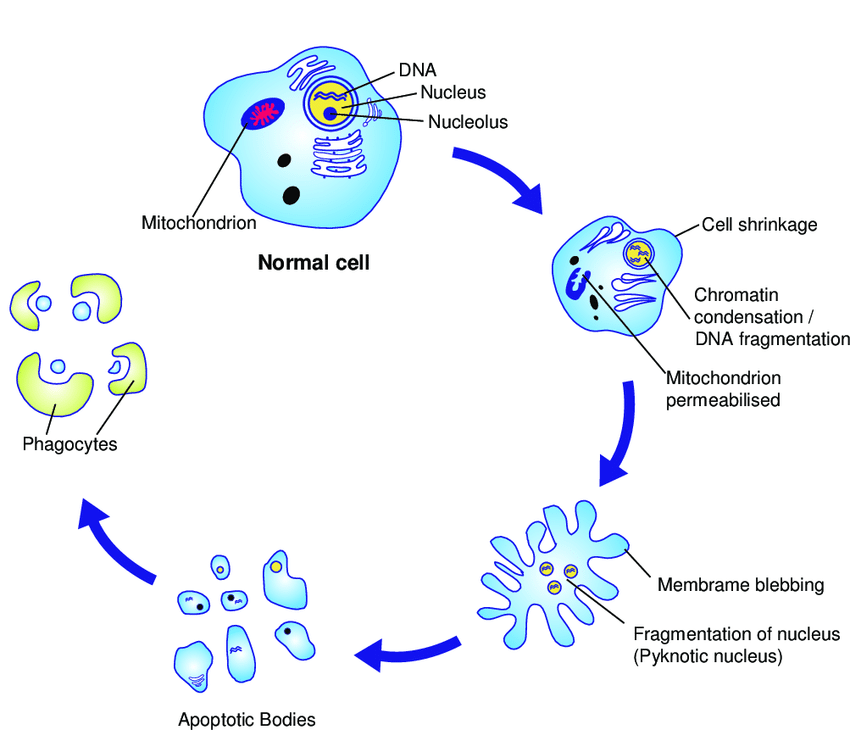 DNA
Nucleus
Nucleolus
Mitochondrion
Normal cell
Cell shrinkage
Chromatin
condensation /
DNA fragmentation
Mitochondrion
permeabilised
Membrame blebbing
Fragmentation of nucleus
(Pyknotic nucleus)
Apoptotic Bodies
Phagocytes